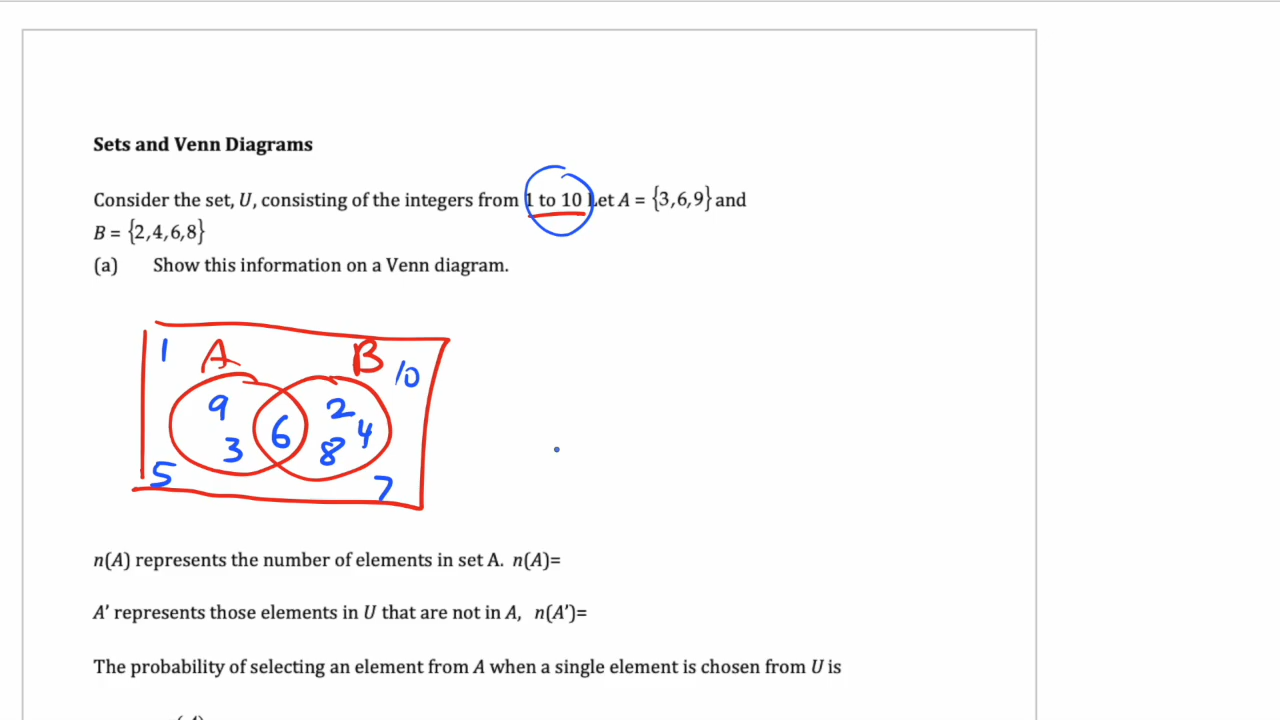 Sets and Venn Diagrams
Consider the set, U, consisting of the integers from 1 to 10 Let A = {3,6,9} and
B = {2,4,6,8}
(a) Show this information on a Venn diagram.
1 A B 10
9 6 2 4
3 8
5 7
n(A) represents the number of elements in set A. n(A)=
A' represents those elements in U that are not in A, n(A')=
The probability of selecting an element from A when a single element is chosen from U is